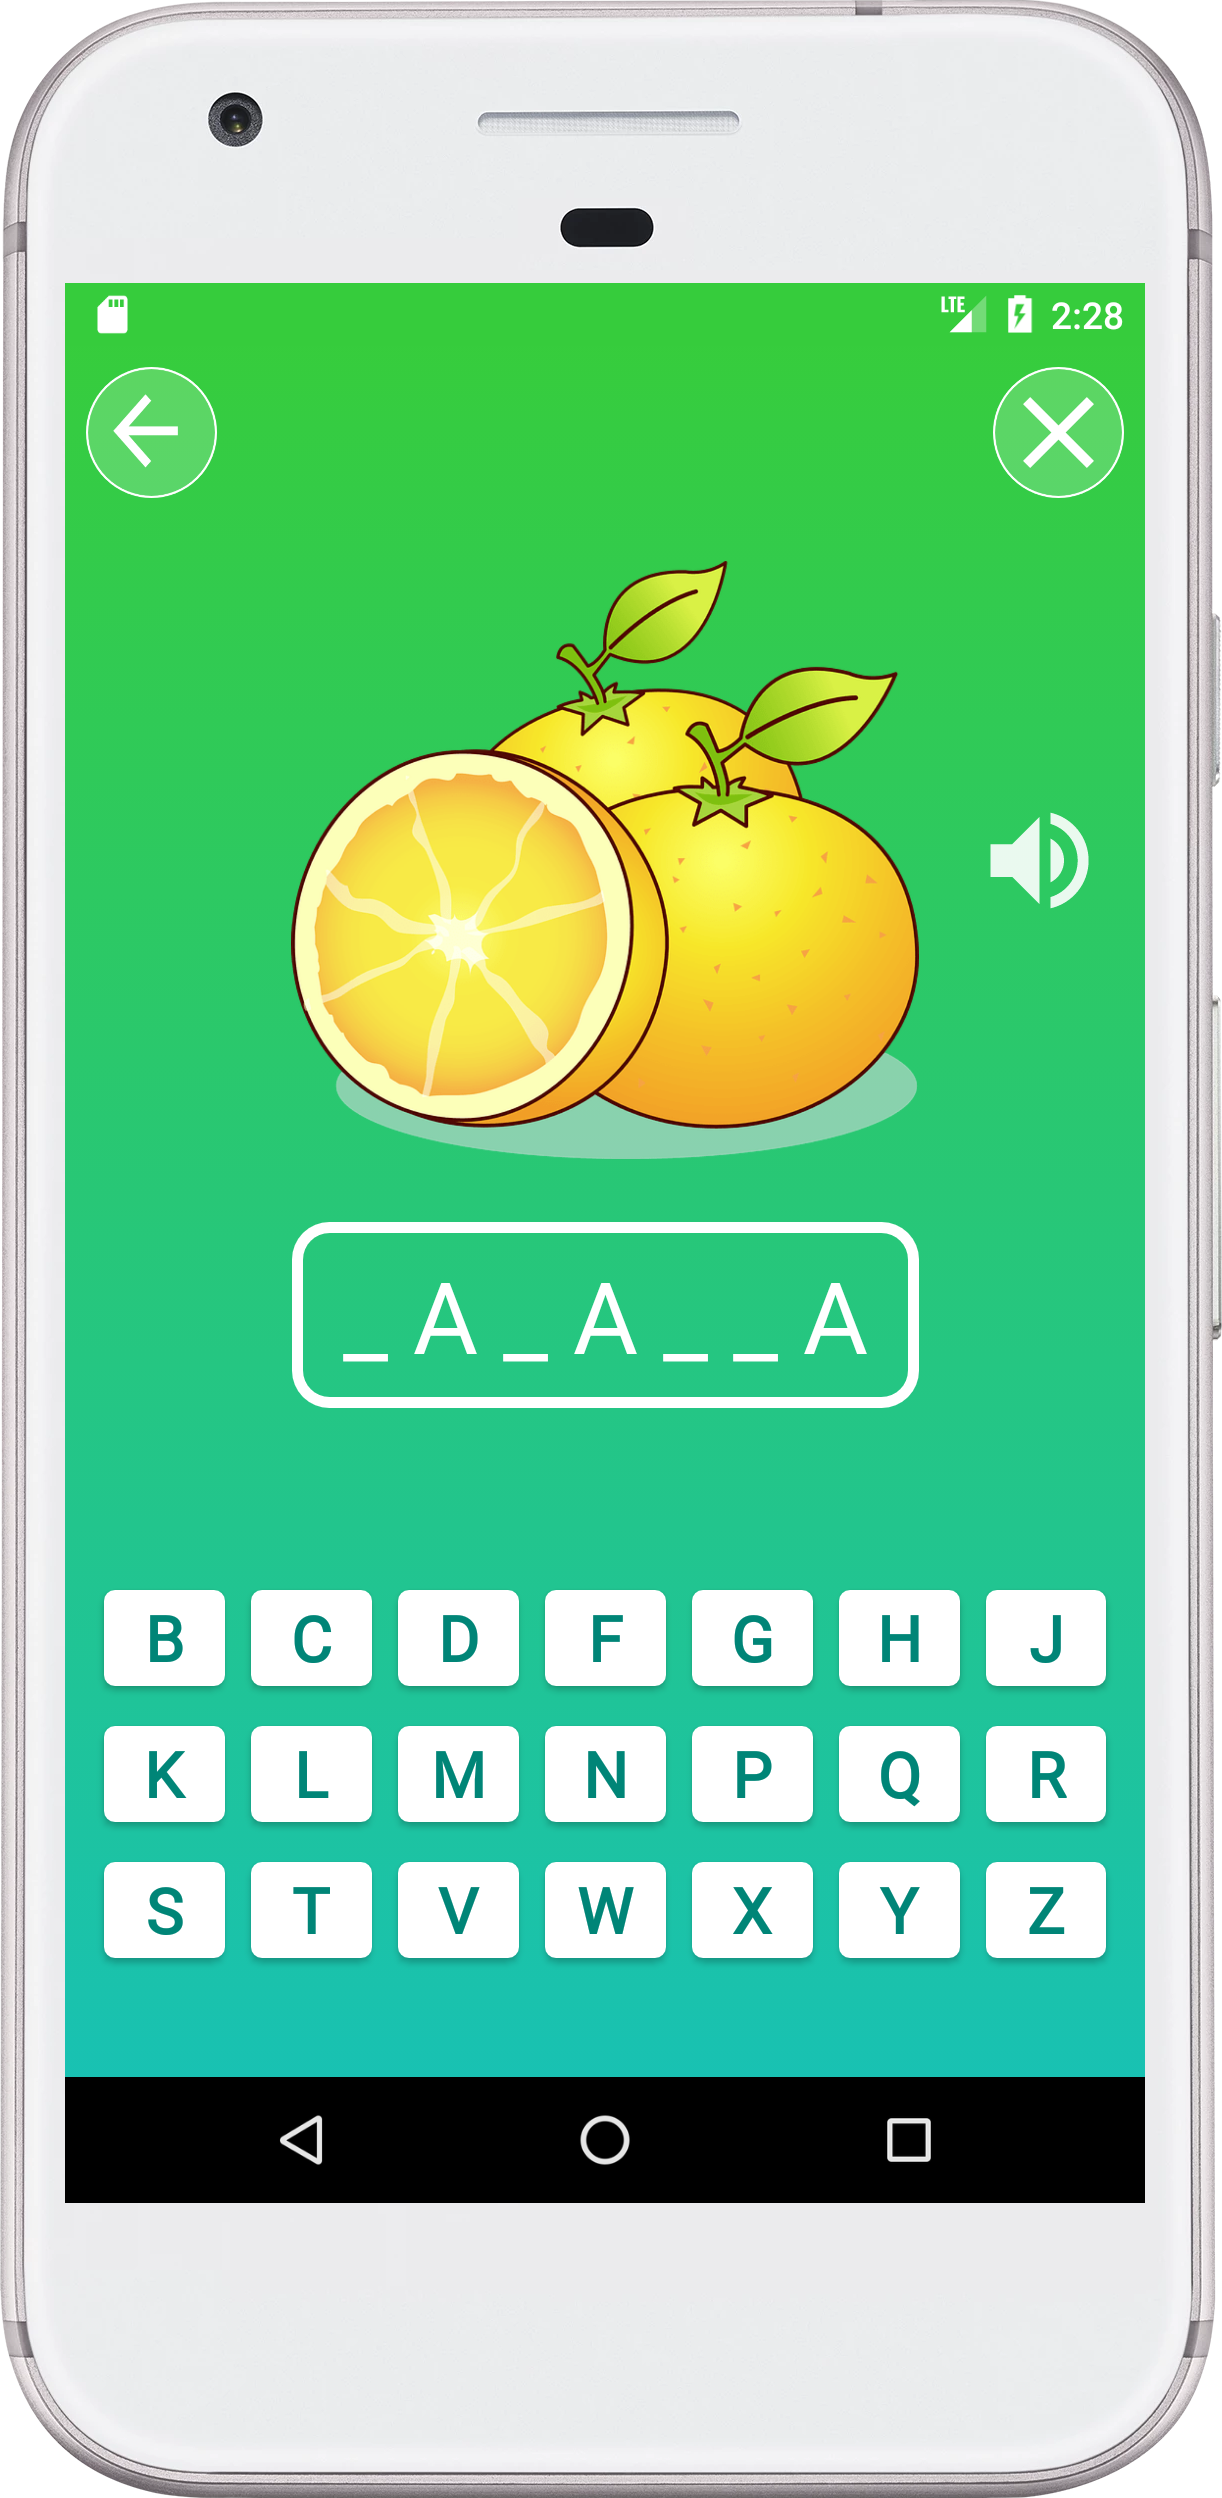 LTE 2:28
_ A _ A _ _ A
B C D F G H J
K L M N P Q R
S T V W X Y Z